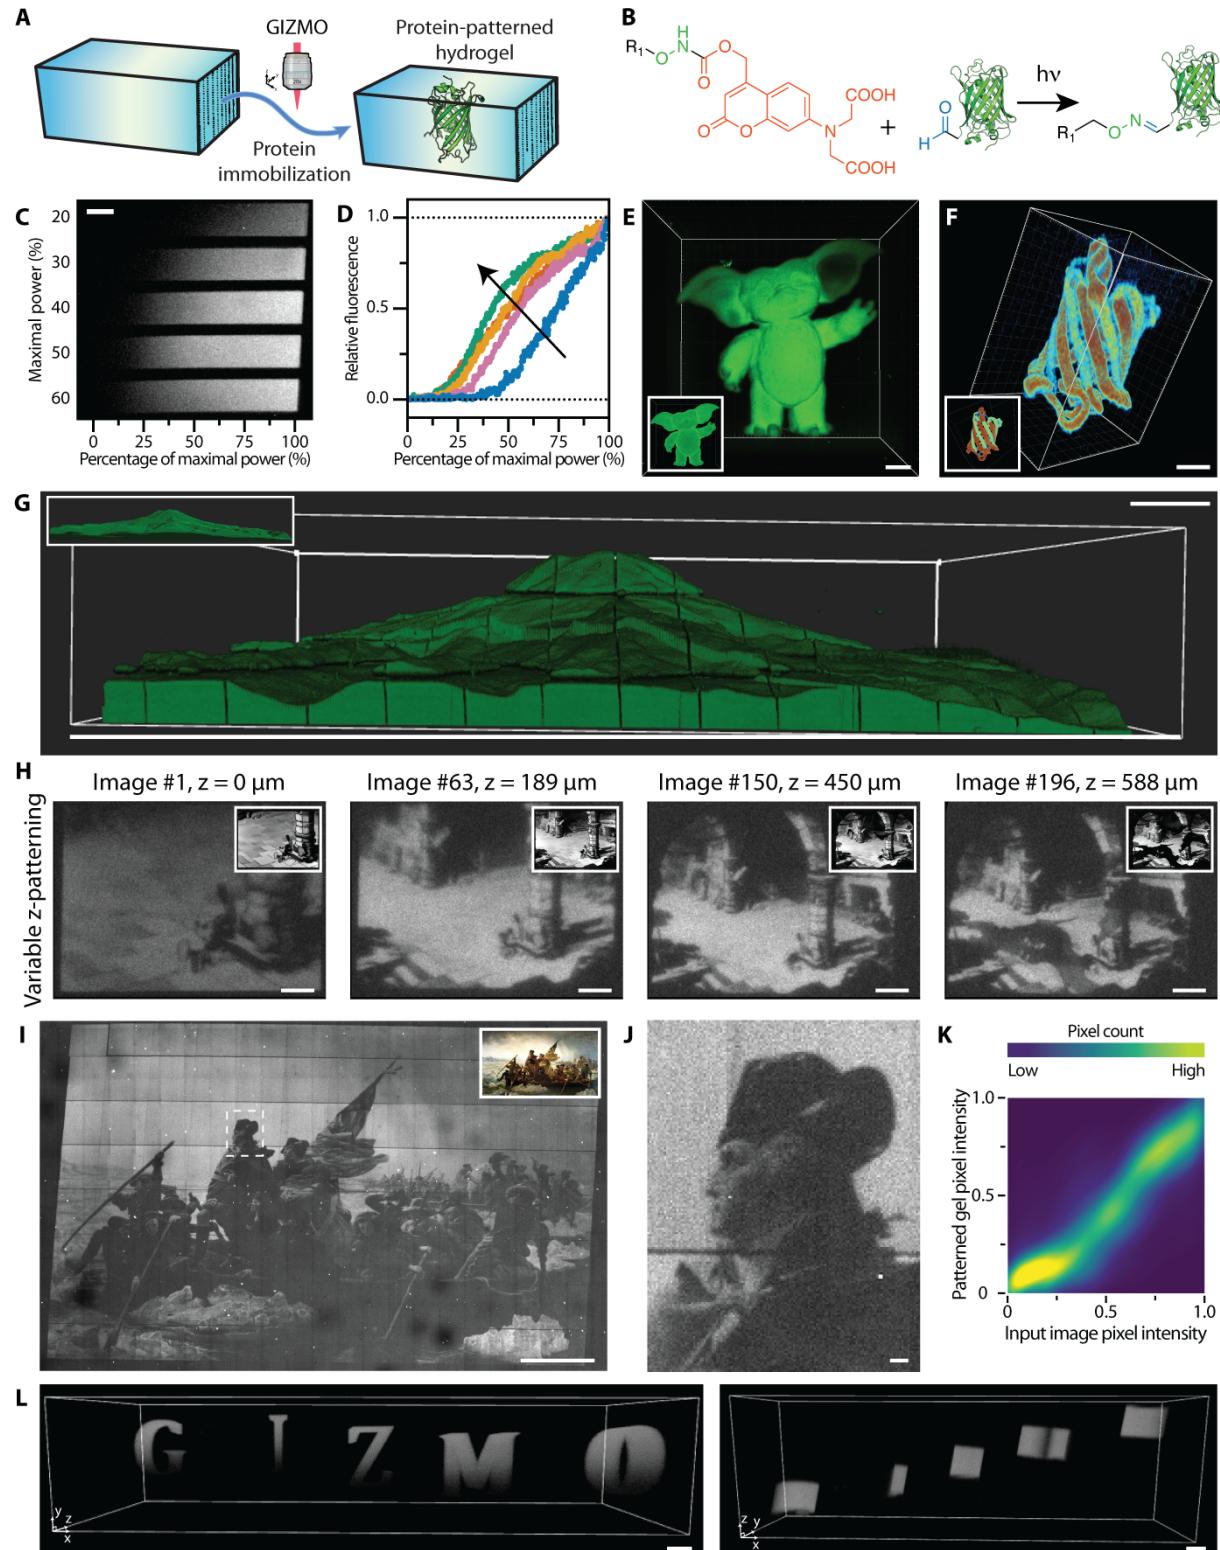 A
GIZMO
Protein-patterned
hydrogel
Protein
immobilization
B
R1
O
NH
O
O
O
O
N
COOH
COOH
+
H
O
hν
R1
O
N
C
Maximal power (%)
20
30
40
50
60
0 25 50 75 100
Percentage of maximal power (%)
D
Relative fluorescence
1.0
0.5
0.0
0 25 50 75 100
Percentage of maximal power (%)
E
F
G
H
Variable z-patterning
Image #1, z = 0 μm
Image #63, z = 189 μm
Image #150, z = 450 μm
Image #196, z = 588 μm
I
J
K
Pixel count
Low High
Patterned gel pixel intensity
1.0
0.5
0
0 0.5 1.0
Input image pixel intensity
L
G I Z M O
y
z
x
z
y
x